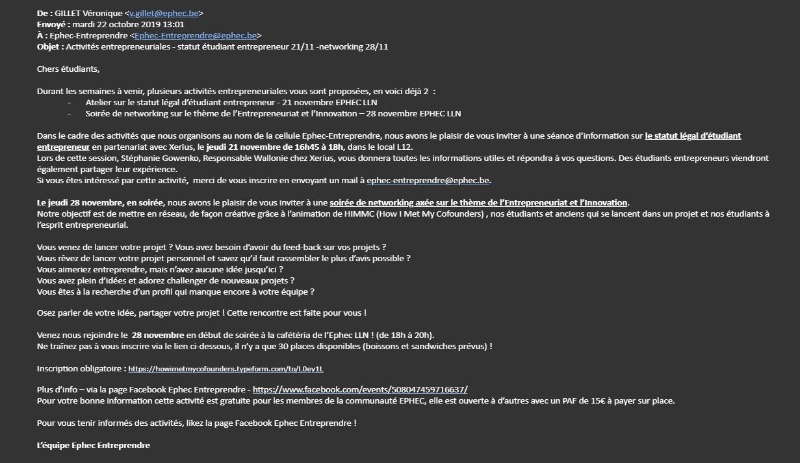 De : GILLET Véronique <v.gillet@ephec.be>
Envoyé : mardi 22 octobre 2019 13:01
À : Ephec-Entreprendre <Ephec-Entreprendre@ephec.be>
Objet : Activités entrepreneuriales - statut étudiant entrepreneur 21/11 -networking 28/11
Chers étudiants,
Durant les semaines à venir, plusieurs activités entrepreneuriales vous sont proposées, en voici déjà 2 :
- Atelier sur le statut légal d'étudiant entrepreneur - 21 novembre EPHEC LLN
- Soirée de networking sur le thème de l'Entrepreneuriat et l'Innovation – 28 novembre EPHEC LLN
Dans le cadre des activités que nous organisons au nom de la cellule Ephec-Entreprendre, nous avons le plaisir de vous inviter à une séance d'information sur le statut légal d'étudiant
entrepreneur en partenariat avec Xerius, le jeudi 21 novembre de 16h45 à 18h, dans le local L12.
Lors de cette session, Stéphanie Gowenko, Responsable Wallonie chez Xerius, vous donnera toutes les informations utiles et répondra à vos questions. Des étudiants entrepreneurs viendront
également partager leur expérience.
Si vous êtes intéressé par cette activité, merci de vous inscrire en envoyant un mail à ephec-entreprendre@ephec.be.
Le jeudi 28 novembre, en soirée, nous avons le plaisir de vous inviter à une soirée de networking axée sur le thème de l'Entrepreneuriat et l'Innovation.
Notre objectif est de mettre en réseau, de façon créative grâce à l'animation de HIMMC (How I Met My Cofounders) , nos étudiants et anciens qui se lancent dans un projet et nos étudiants à
l'esprit entrepreneurial.
Vous venez de lancer votre projet ? Vous avez besoin d'avoir du feed-back sur vos projets ?
Vous rêvez de lancer votre projet personnel et savez qu'il faut rassembler le plus d'avis possible ?
Vous aimeriez entreprendre, mais n'avez aucune idée jusqu'ici ?
Vous avez plein d'idées et adorez challenger de nouveaux projets ?
Vous êtes à la recherche d'un profil qui manque encore à votre équipe ?
Osez parler de votre idée, partager votre projet ! Cette rencontre est faite pour vous !
Venez nous rejoindre le 28 novembre en début de soirée à la cafétéria de l'Ephec LLN ! (de 18h à 20h).
Ne traînez pas à vous inscrire via le lien ci-dessous, il n'y a que 30 places disponibles (boissons et sandwiches prévus) !
Inscription obligatoire : https://howimetmycofounders.typeform.com/to/L0ey1L
Plus d'info – via la page Facebook Ephec Entreprendre - https://www.facebook.com/events/508047459716637/
Pour votre bonne information cette activité est gratuite pour les membres de la communauté EPHEC, elle est ouverte à d'autres avec un PAF de 15€ à payer sur place.
Pour vous tenir informés des activités, likez la page Facebook Ephec Entreprendre !
L'équipe Ephec Entreprendre